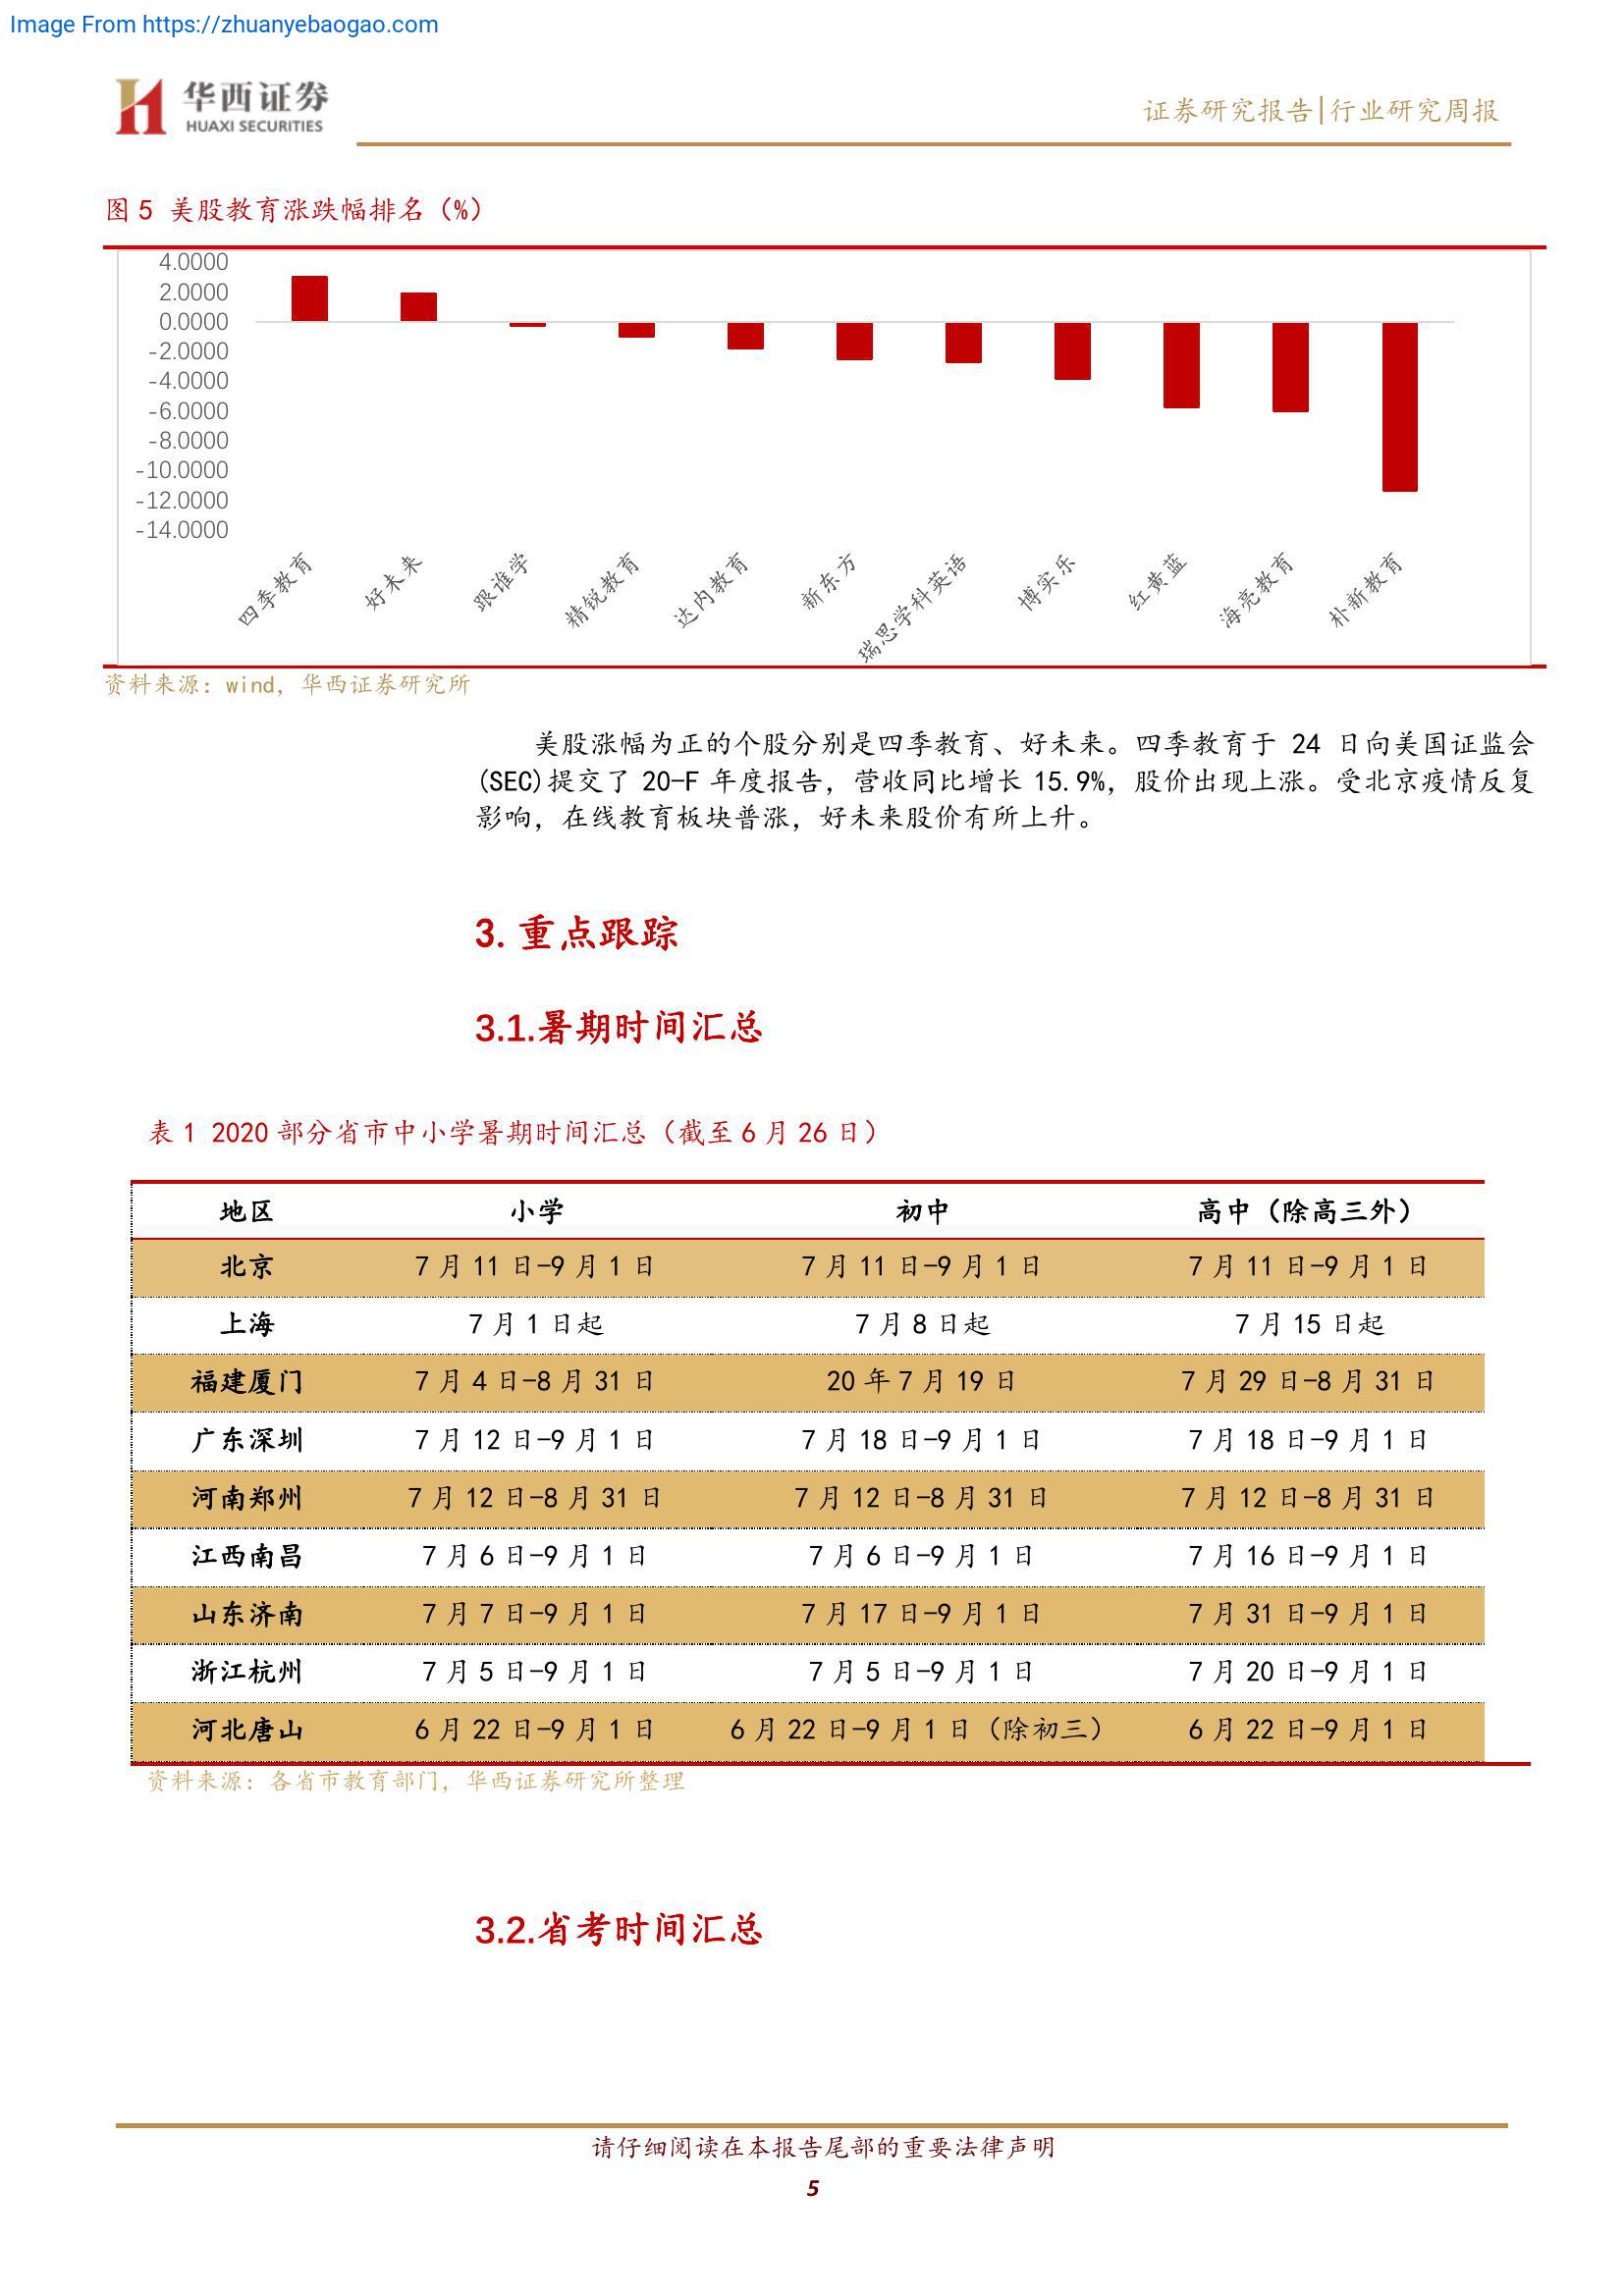 Image From https://zhuanyebaogao.com
华西证券
HUAXI SECURITIES
证券研究报告|行业研究周报
图 5 美股教育涨跌幅排名（%）
4.0000
2.0000
0.0000
-2.0000
-4.0000
-6.0000
-8.0000
-10.0000
-12.0000
-14.0000
四季教育
好未来
跟谁学
精锐教育
达内教育
新东方
瑞思学科英语
博实乐
红黄蓝
海亮教育
朴新教育
资料来源：wind，华西证券研究所
美股涨幅为正的个股分别是四季教育、好未来。四季教育于 24 日向美国证监会
(SEC)提交了 20-F 年度报告，营收同比增长 15.9%，股价出现上涨。受北京疫情反复
影响，在线教育板块普涨，好未来股价有所上升。
3. 重点跟踪
3.1.暑期时间汇总
表 1 2020 部分省市中小学暑期时间汇总（截至 6 月 26 日）
地区 小学 初中 高中（除高三外）
北京 7 月 11 日-9 月 1 日 7 月 11 日-9 月 1 日 7 月 11 日-9 月 1 日
上海 7 月 1 日起 7 月 8 日起 7 月 15 日起
福建厦门 7 月 4 日-8 月 31 日 20 年 7 月 19 日 7 月 29 日-8 月 31 日
广东深圳 7 月 12 日-9 月 1 日 7 月 18 日-9 月 1 日 7 月 18 日-9 月 1 日
河南郑州 7 月 12 日-8 月 31 日 7 月 12 日-8 月 31 日 7 月 12 日-8 月 31 日
江西南昌 7 月 6 日-9 月 1 日 7 月 6 日-9 月 1 日 7 月 16 日-9 月 1 日
山东济南 7 月 7 日-9 月 1 日 7 月 17 日-9 月 1 日 7 月 31 日-9 月 1 日
浙江杭州 7 月 5 日-9 月 1 日 7 月 5 日-9 月 1 日 7 月 20 日-9 月 1 日
河北唐山 6 月 22 日-9 月 1 日 6 月 22 日-9 月 1 日（除初三） 6 月 22 日-9 月 1 日
资料来源：各省市教育部门，华西证券研究所整理
3.2.省考时间汇总
请仔细阅读在本报告尾部的重要法律声明
5